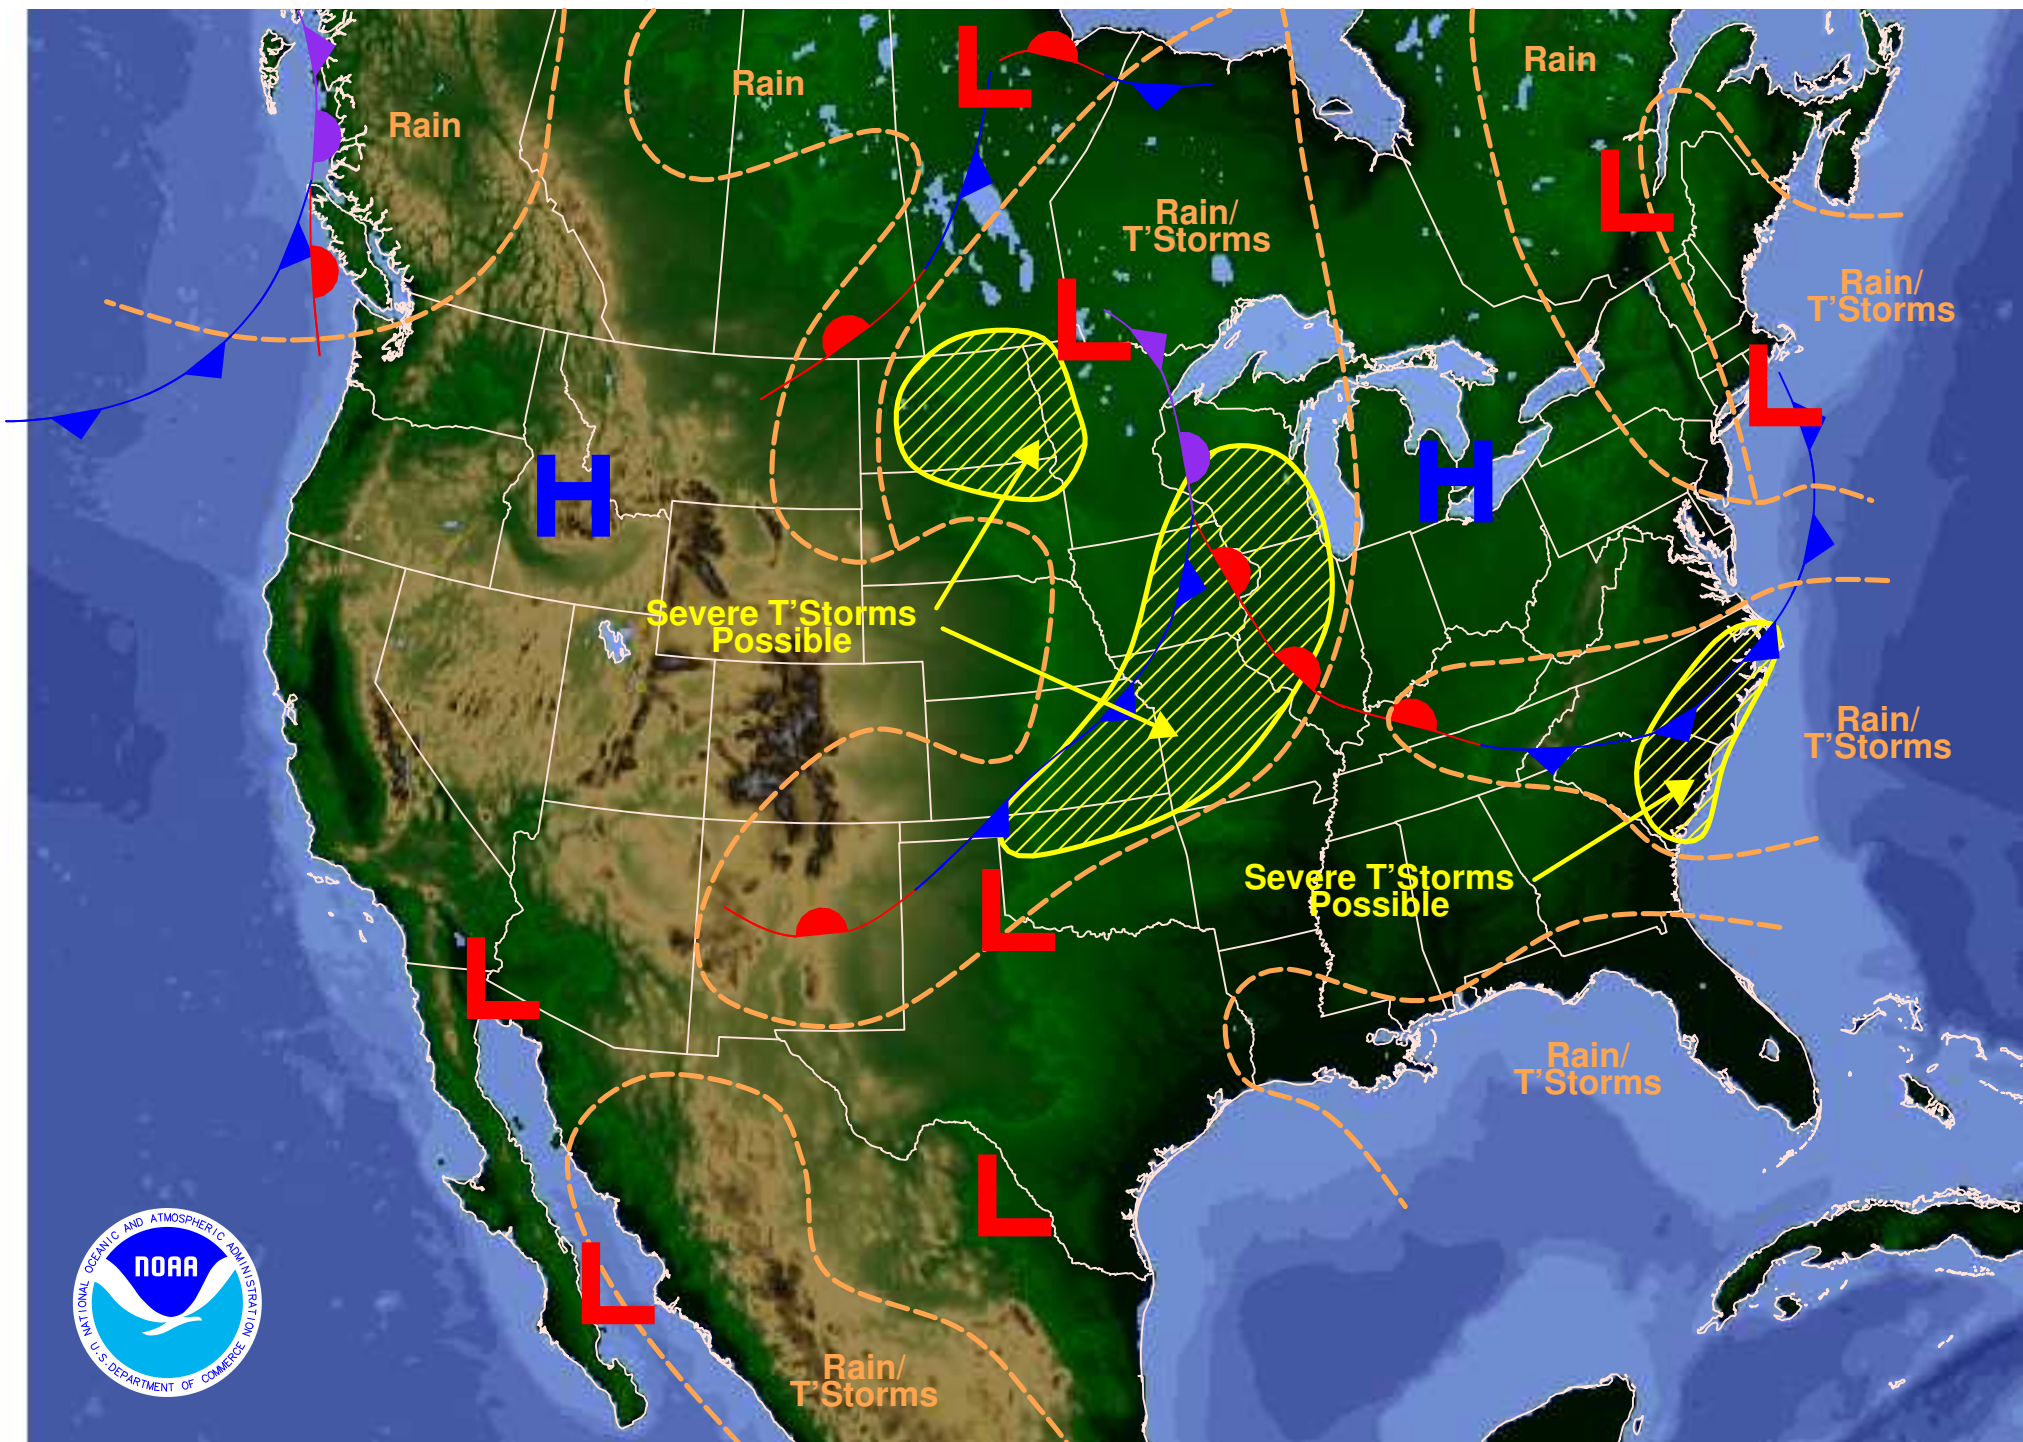 Rain
Rain
Rain
L
L
Rain/
T'Storms
L
Rain/
T'Storms
L
L
H
H
Severe T'Storms
Possible
Rain/
T'Storms
Severe T'Storms
Possible
L
L
Rain/
T'Storms
L
L
Rain/
T'Storms
NATIONAL OCEANIC AND ATMOSPHERIC ADMINISTRATION
NOAA
U.S. DEPARTMENT OF COMMERCE